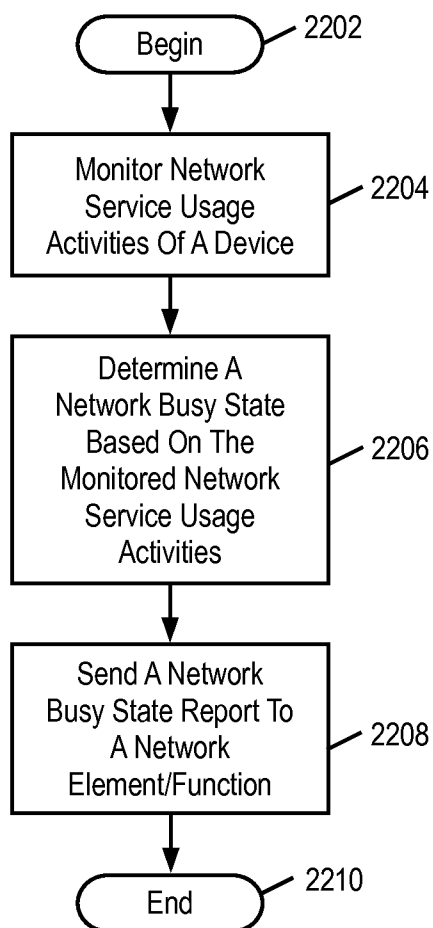 Begin
2202
Monitor Network
Service Usage
Activities Of A Device
2204
Determine A
Network Busy State
Based On The
Monitored Network
Service Usage
Activities
2206
Send A Network
Busy State Report To
A Network
Element/Function
2208
End
2210